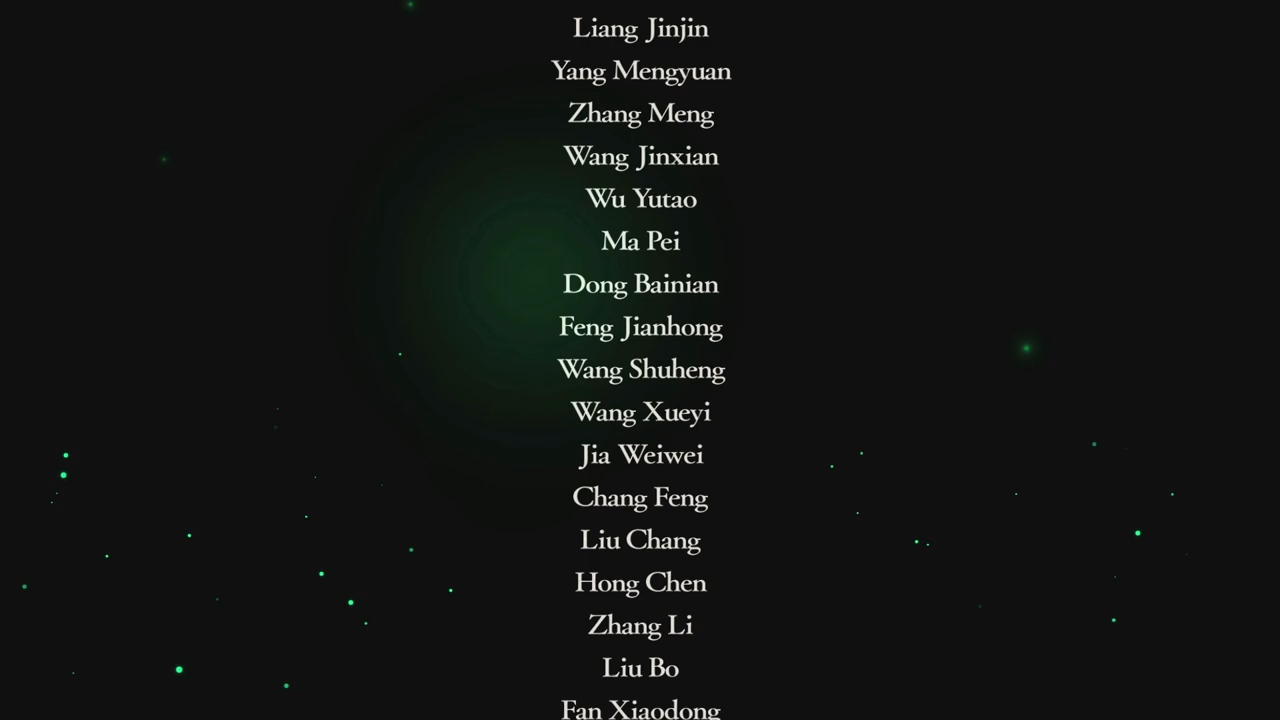 Liang Jinjin
Yang Mengyuan
Zhang Meng
Wang Jinxian
Wu Yutao
Ma Pei
Dong Bainian
Feng Jianhong
Wang Shuheng
Wang Xueyi
Jia Weiwei
Chang Feng
Liu Chang
Hong Chen
Zhang Li
Liu Bo
Fan Xiaodong